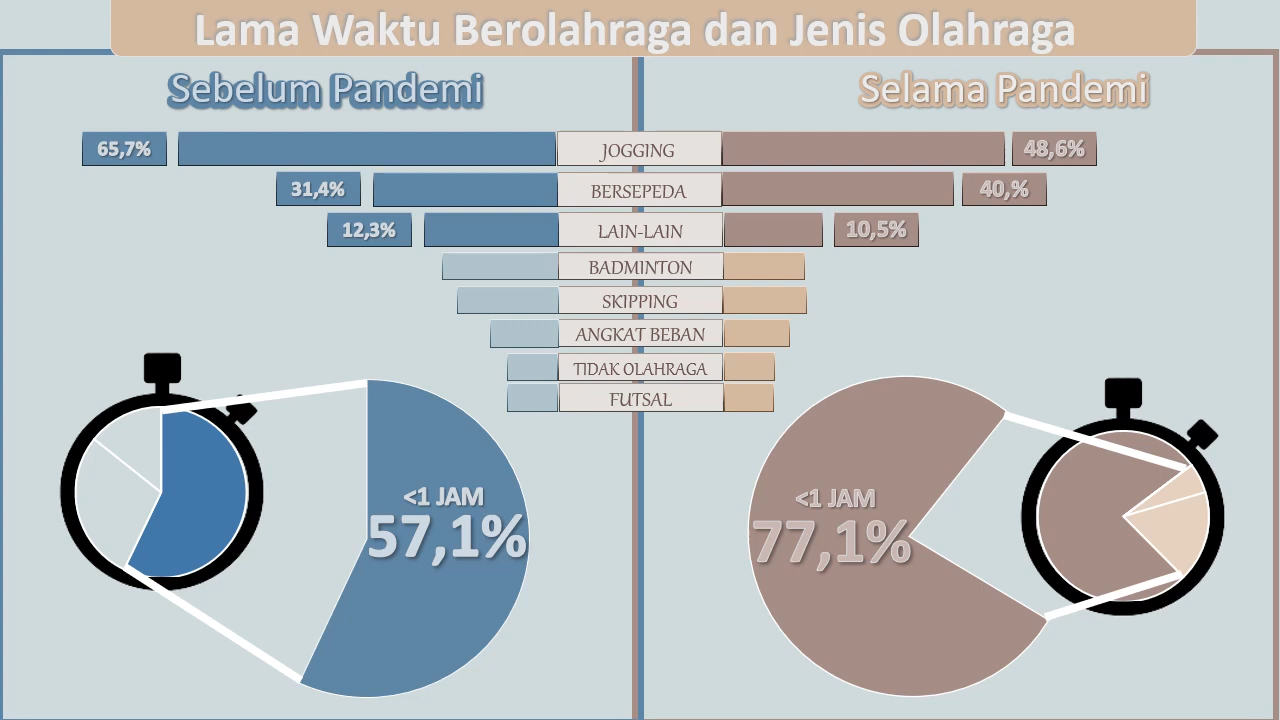 Lama Waktu Berolahraga dan Jenis Olahraga
Sebelum Pandemi
Selama Pandemi
65,7%
JOGGING
48,6%
31,4%
BERSEPEDA
40,%
12,3%
LAIN-LAIN
10,5%
BADMINTON
SKIPPING
ANGKAT BEBAN
TIDAK OLAHRAGA
FUTSAL
<1 JAM
57,1%
<1 JAM
77,1%